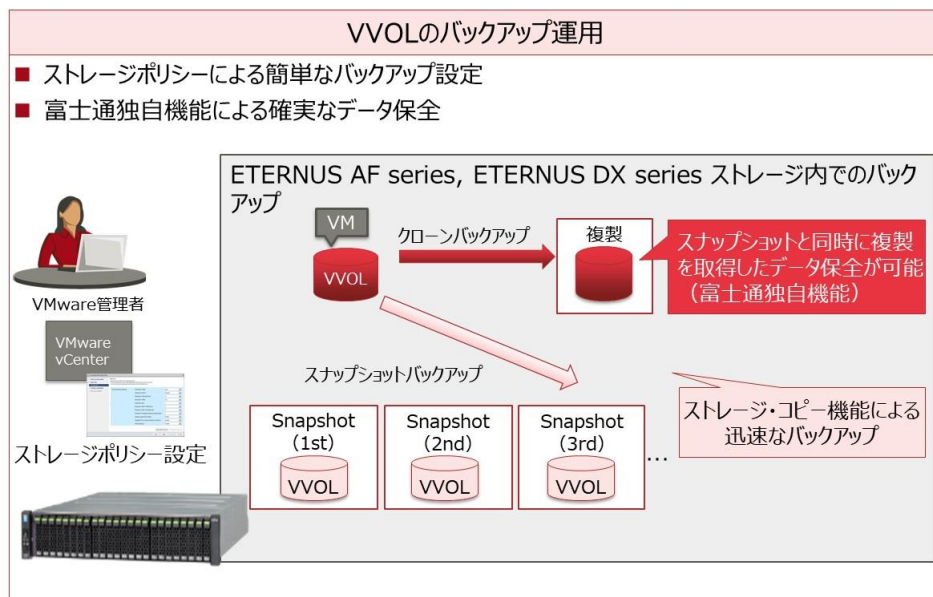 VVOLのバックアップ運用
■ ストレージポリシーによる簡単なバックアップ設定
■ 富士通独自機能による確実なデータ保全
ETERNUS AF series, ETERNUS DX series ストレージ内でのバック
アップ
VM
VVOL
クローンバックアップ
複製
スナップショットと同時に複製
を取得したデータ保全が可能
（富士通独自機能）
VMware管理者
VMware
vCenter
ストレージポリシー設定
スナップショットバックアップ
ストレージ・コピー機能による
迅速なバックアップ
Snapshot
(1st)
VVOL
Snapshot
(2nd)
VVOL
Snapshot
(3rd)
VVOL
...